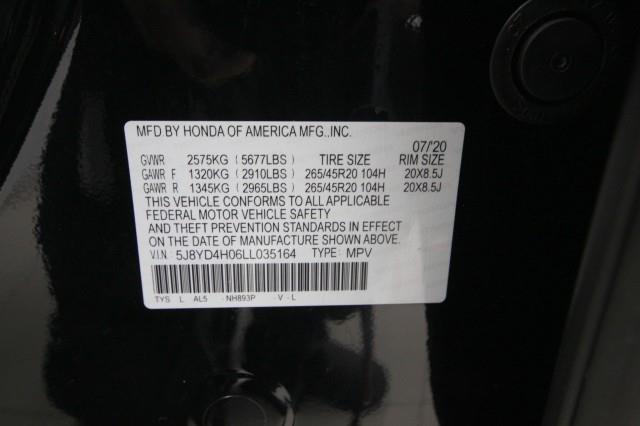 MFD.BY HONDA OF AMERICA MFG.,INC. 07/'20
GVWR 2575KG (5677LBS) TIRE SIZE RIM SIZE
GAWR F 1320KG (2910LBS) 265/45R20 104H 20X8.5J
GAWR R 1345KG (2965LBS) 265/45R20 104H 20X8.5J
THIS VEHICLE CONFORMS TO ALL APPLICABLE
FEDERAL MOTOR VEHICLE SAFETY
AND THEFT PREVENTION STANDARDS IN EFFECT
ON THE DATE OF MANUFACTURE SHOWN ABOVE.
V.I.N. 5J8YD4H06LL035164 TYPE: MPV
TYS L AL5 -NH893P -V-L